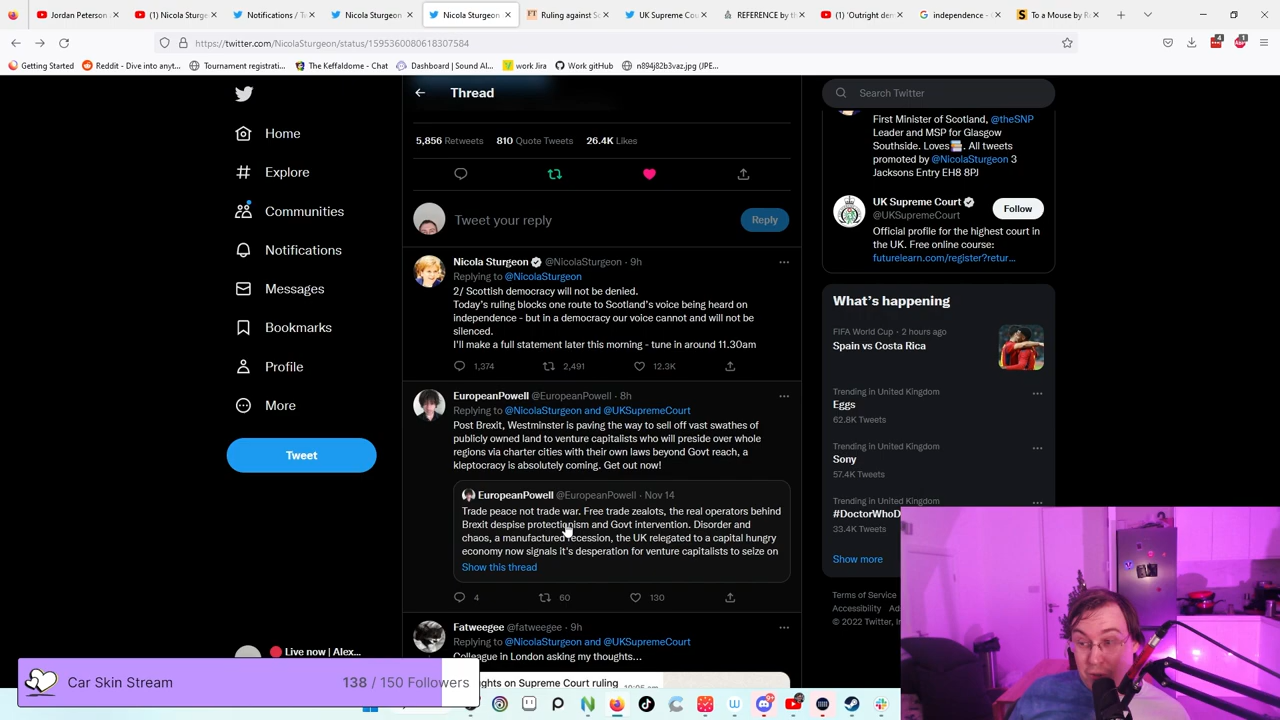 Jordan Peterson
Nicola Sturge
Notifications / T
Nicola Sturgeon
Nicola Sturgeon
Ruling against Sc
UK Supreme Cou
REFERENCE by th
'Outright dem
independence -
To a Mouse by R
https://twitter.com/NicolaSturgeon/status/1595360080618307584
Getting Started
Reddit - Dive into anyt...
Tournament registrati...
The Keffaldome - Chat
Dashboard | Sound Al...
work Jira
Work gitHub
n894j82b3vaz.jpg (JPE...
Home
Explore
Communities
Notifications
Messages
Bookmarks
Profile
More
Tweet
Live now | Alex...
Thread
5,856 Retweets 810 Quote Tweets 26.4K Likes
Tweet your reply
Reply
Nicola Sturgeon @NicolaSturgeon · 9h
Replying to @NicolaSturgeon
2/ Scottish democracy will not be denied.
Today's ruling blocks one route to Scotland's voice being heard on
independence - but in a democracy our voice cannot and will not be
silenced.
I'll make a full statement later this morning - tune in around 11.30am
1,374 2,491 12.3K
EuropeanPowell @EuropeanPowell · 8h
Replying to @NicolaSturgeon and @UKSupremeCourt
Post Brexit, Westminster is paving the way to sell off vast swathes of
publicly owned land to venture capitalists who will preside over whole
regions via charter cities with their own laws beyond Govt reach, a
kleptocracy is absolutely coming. Get out now!
EuropeanPowell @EuropeanPowell · Nov 14
Trade peace not trade war. Free trade zealots, the real operators behind
Brexit despise protectionism and Govt intervention. Disorder and
chaos, a manufactured recession, the UK relegated to a capital hungry
economy now signals it's desperation for venture capitalists to seize on
Show this thread
4 60 130
Fatweegee @fatweegee · 9h
Replying to @NicolaSturgeon and @UKSupremeCourt
Colleague in London asking my thoughts...
ghts on Supreme Court ruling
10:05 am
Search Twitter
First Minister of Scotland, @theSNP
Leader and MSP for Glasgow
Southside. Loves. All tweets
promoted by @NicolaSturgeon 3
Jacksons Entry EH8 8PJ
UK Supreme Court
@UKSupremeCourt
Follow
Official profile for the highest court in
the UK. Free online course:
futurelearn.com/register?retur...
What's happening
FIFA World Cup · 2 hours ago
Spain vs Costa Rica
Trending in United Kingdom
Eggs
62.8K Tweets
Trending in United Kingdom
Sony
57.4K Tweets
Trending in United Kingdom
#DoctorWhoD
33.4K Tweets
Show more
Terms of Service
Accessibility Ad
© 2022 Twitter, I
Car Skin Stream 138 / 150 Followers